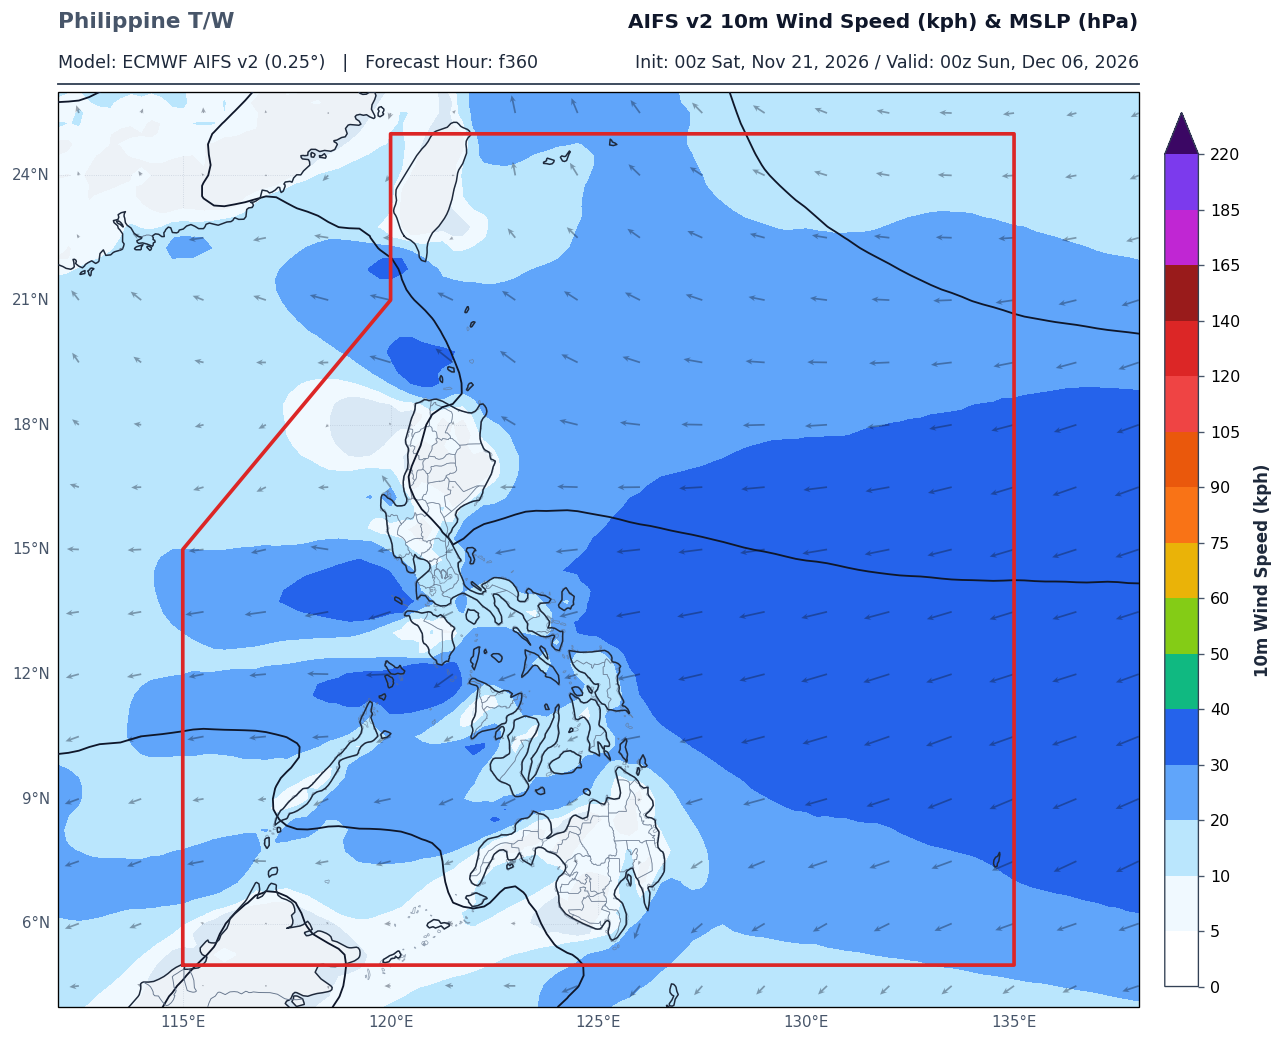 Philippine T/W
AIFS v2 10m Wind Speed (kph) & MSLP (hPa)
Model: ECMWF AIFS v2 (0.25°) | Forecast Hour: f360
Init: 00z Sat, Nov 21, 2026 / Valid: 00z Sun, Dec 06, 2026
24°N
21°N
18°N
15°N
12°N
9°N
6°N
115°E
120°E
125°E
130°E
135°E
220
185
165
140
120
105
90
75
60
50
40
30
20
10
5
0
10m Wind Speed (kph)